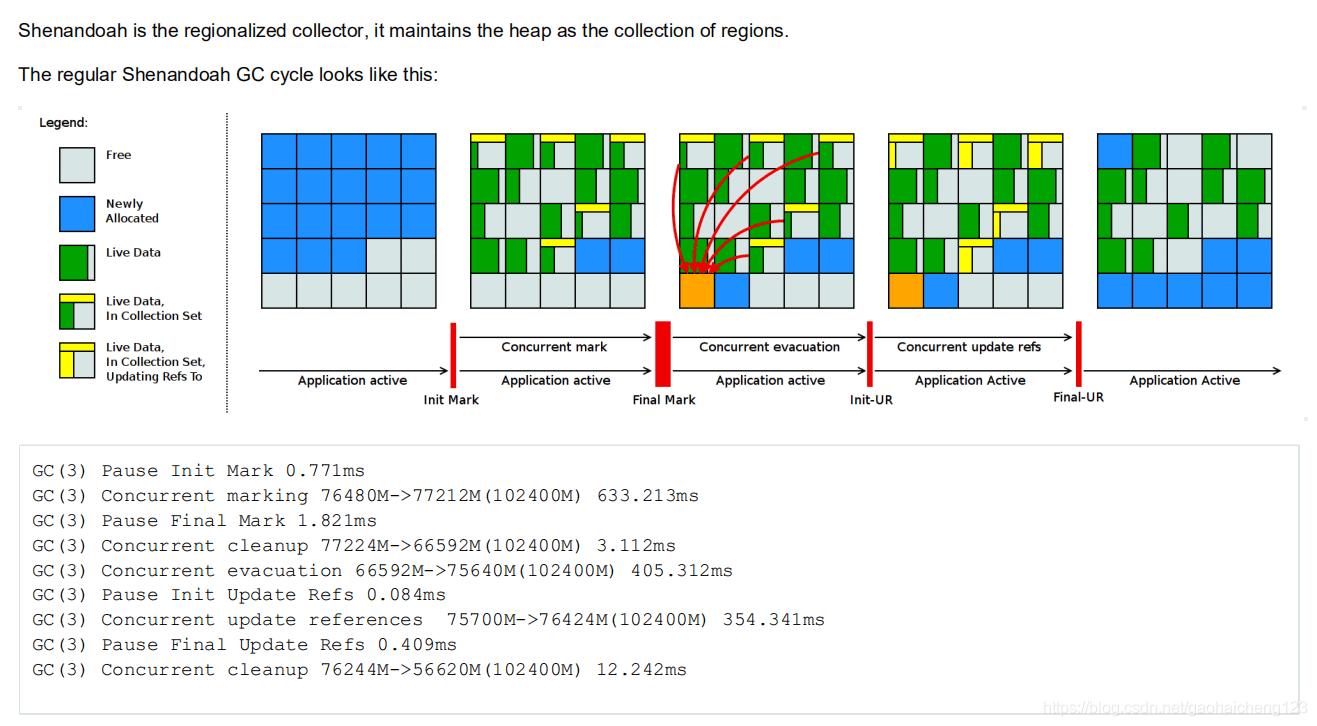 Shenandoah is the regionalized collector, it maintains the heap as the collection of regions.
The regular Shenandoah GC cycle looks like this:
Legend:
Free
Newly
Allocated
Live Data
Live Data,
In Collection Set
Live Data,
In Collection Set,
Updating Refs To
Concurrent mark
Concurrent evacuation
Concurrent update refs
Application active
Application active
Application active
Application Active
Application Active
Init Mark
Final Mark
Init-UR
Final-UR
GC(3) Pause Init Mark 0.771ms
GC(3) Concurrent marking 76480M->77212M(102400M) 633.213ms
GC(3) Pause Final Mark 1.821ms
GC(3) Concurrent cleanup 77224M->66592M(102400M) 3.112ms
GC(3) Concurrent evacuation 66592M->75640M(102400M) 405.312ms
GC(3) Pause Init Update Refs 0.084ms
GC(3) Concurrent update references  75700M->76424M(102400M) 354.341ms
GC(3) Pause Final Update Refs 0.409ms
GC(3) Concurrent cleanup 76244M->56620M(102400M) 12.242ms
https://blog.csdn.net/gaohaicheng123